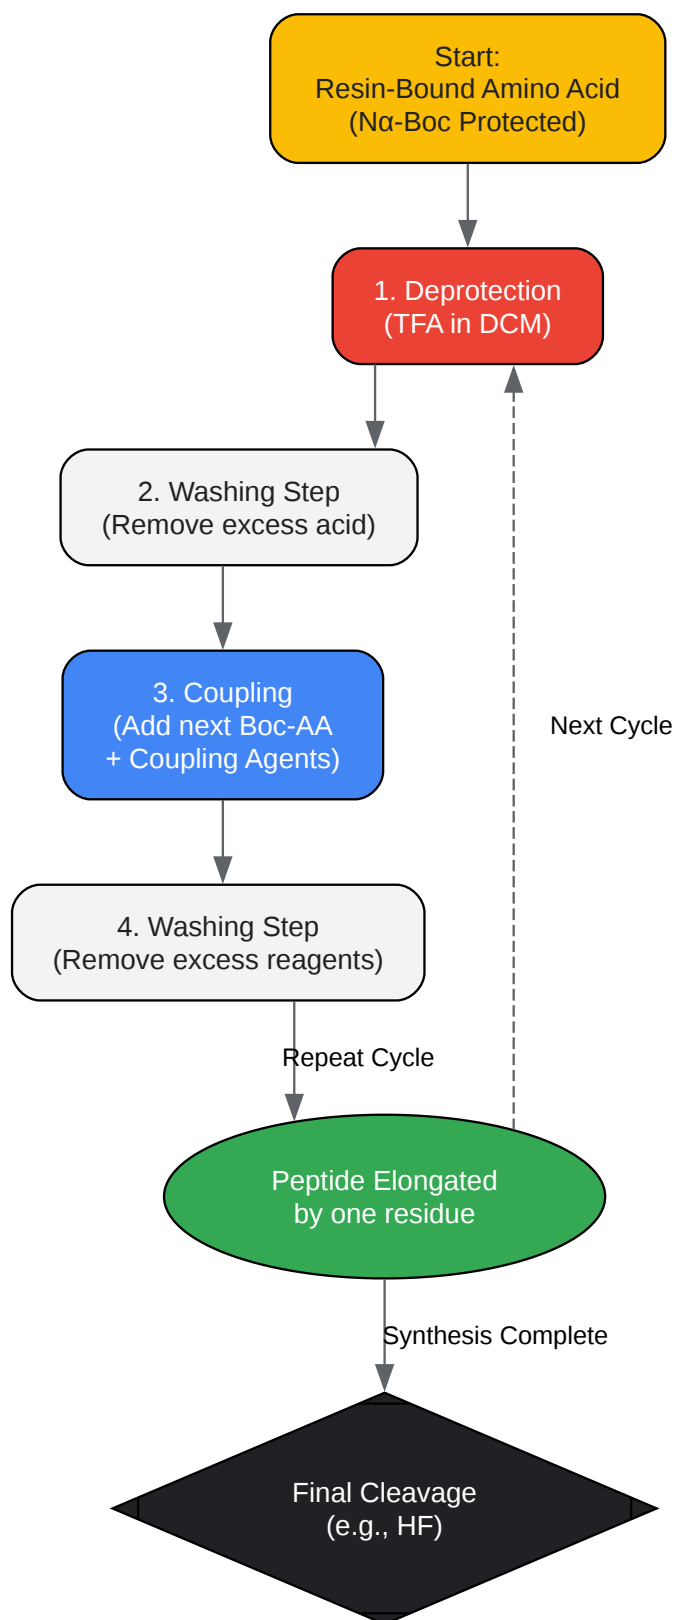 Start:
Resin-Bound Amino Acid
(Nα-Boc Protected)
1. Deprotection
(TFA in DCM)
2. Washing Step
(Remove excess acid)
3. Coupling
(Add next Boc-AA
+ Coupling Agents)
Next Cycle
4. Washing Step
(Remove excess reagents)
Repeat Cycle
Peptide Elongated
by one residue
Synthesis Complete
Final Cleavage
(e.g., HF)